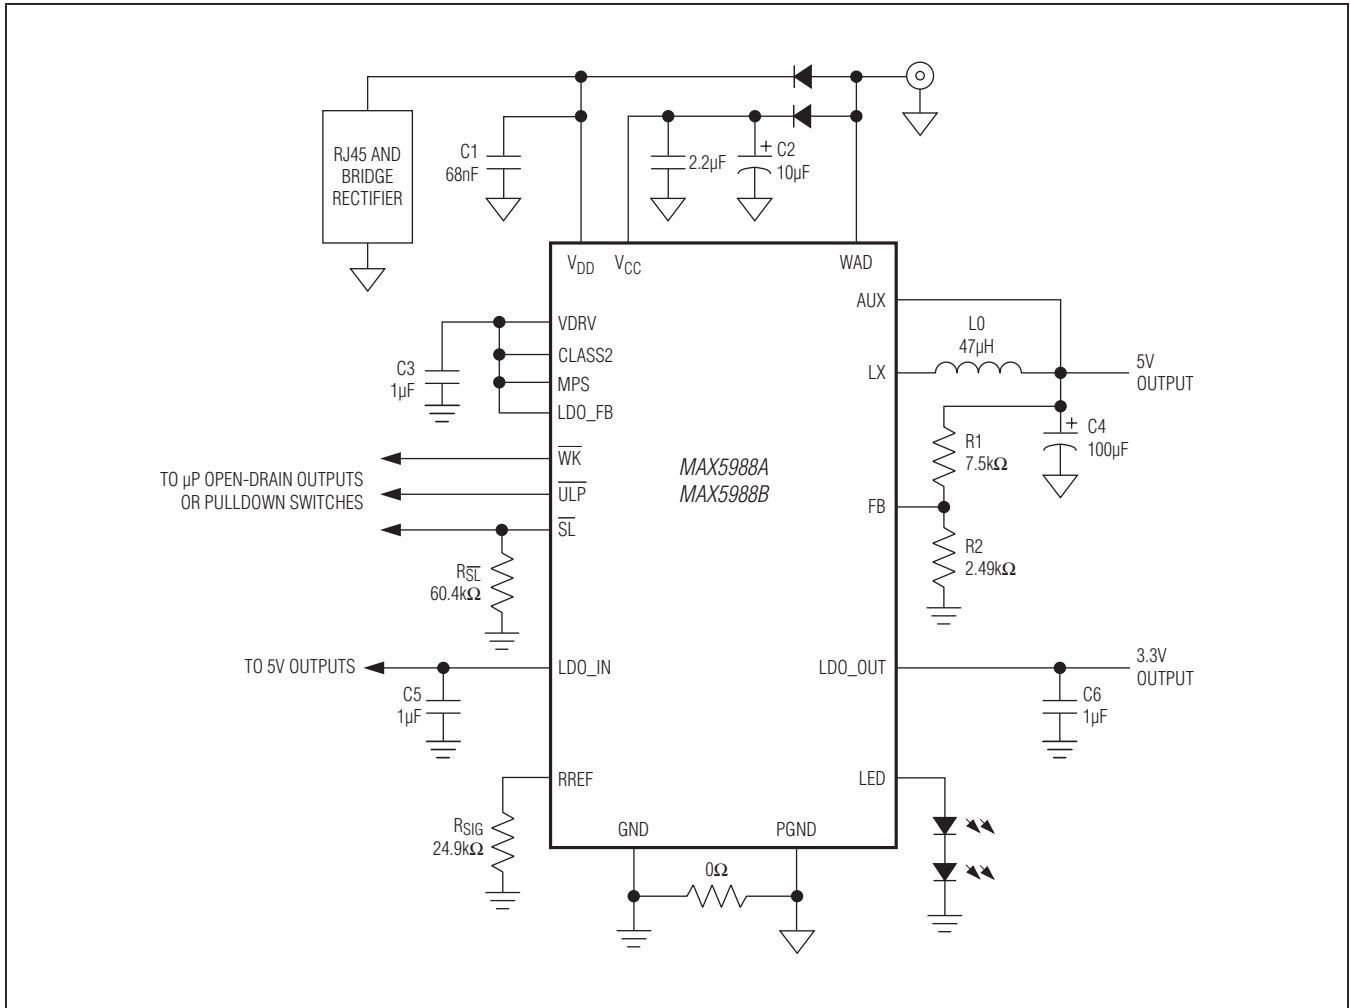 RJ45 AND
BRIDGE
RECTIFIER
C1
68nF
2.2µF
+ C2
10µF
VDD
VCC
WAD
AUX
VDRV
CLASS2
MPS
LDO_FB
C3
1µF
L0
47µH
LX
5V
OUTPUT
R1
7.5kΩ
+ C4
100µF
WK
TO µP OPEN-DRAIN OUTPUTS
OR PULLDOWN SWITCHES
ULP
SL
MAX5988A
MAX5988B
FB
R2
2.49kΩ
RSL
60.4kΩ
TO 5V OUTPUTS
LDO_IN
LDO_OUT
3.3V
OUTPUT
C5
1µF
C6
1µF
RREF
LED
RSIG
24.9kΩ
GND
PGND
0Ω